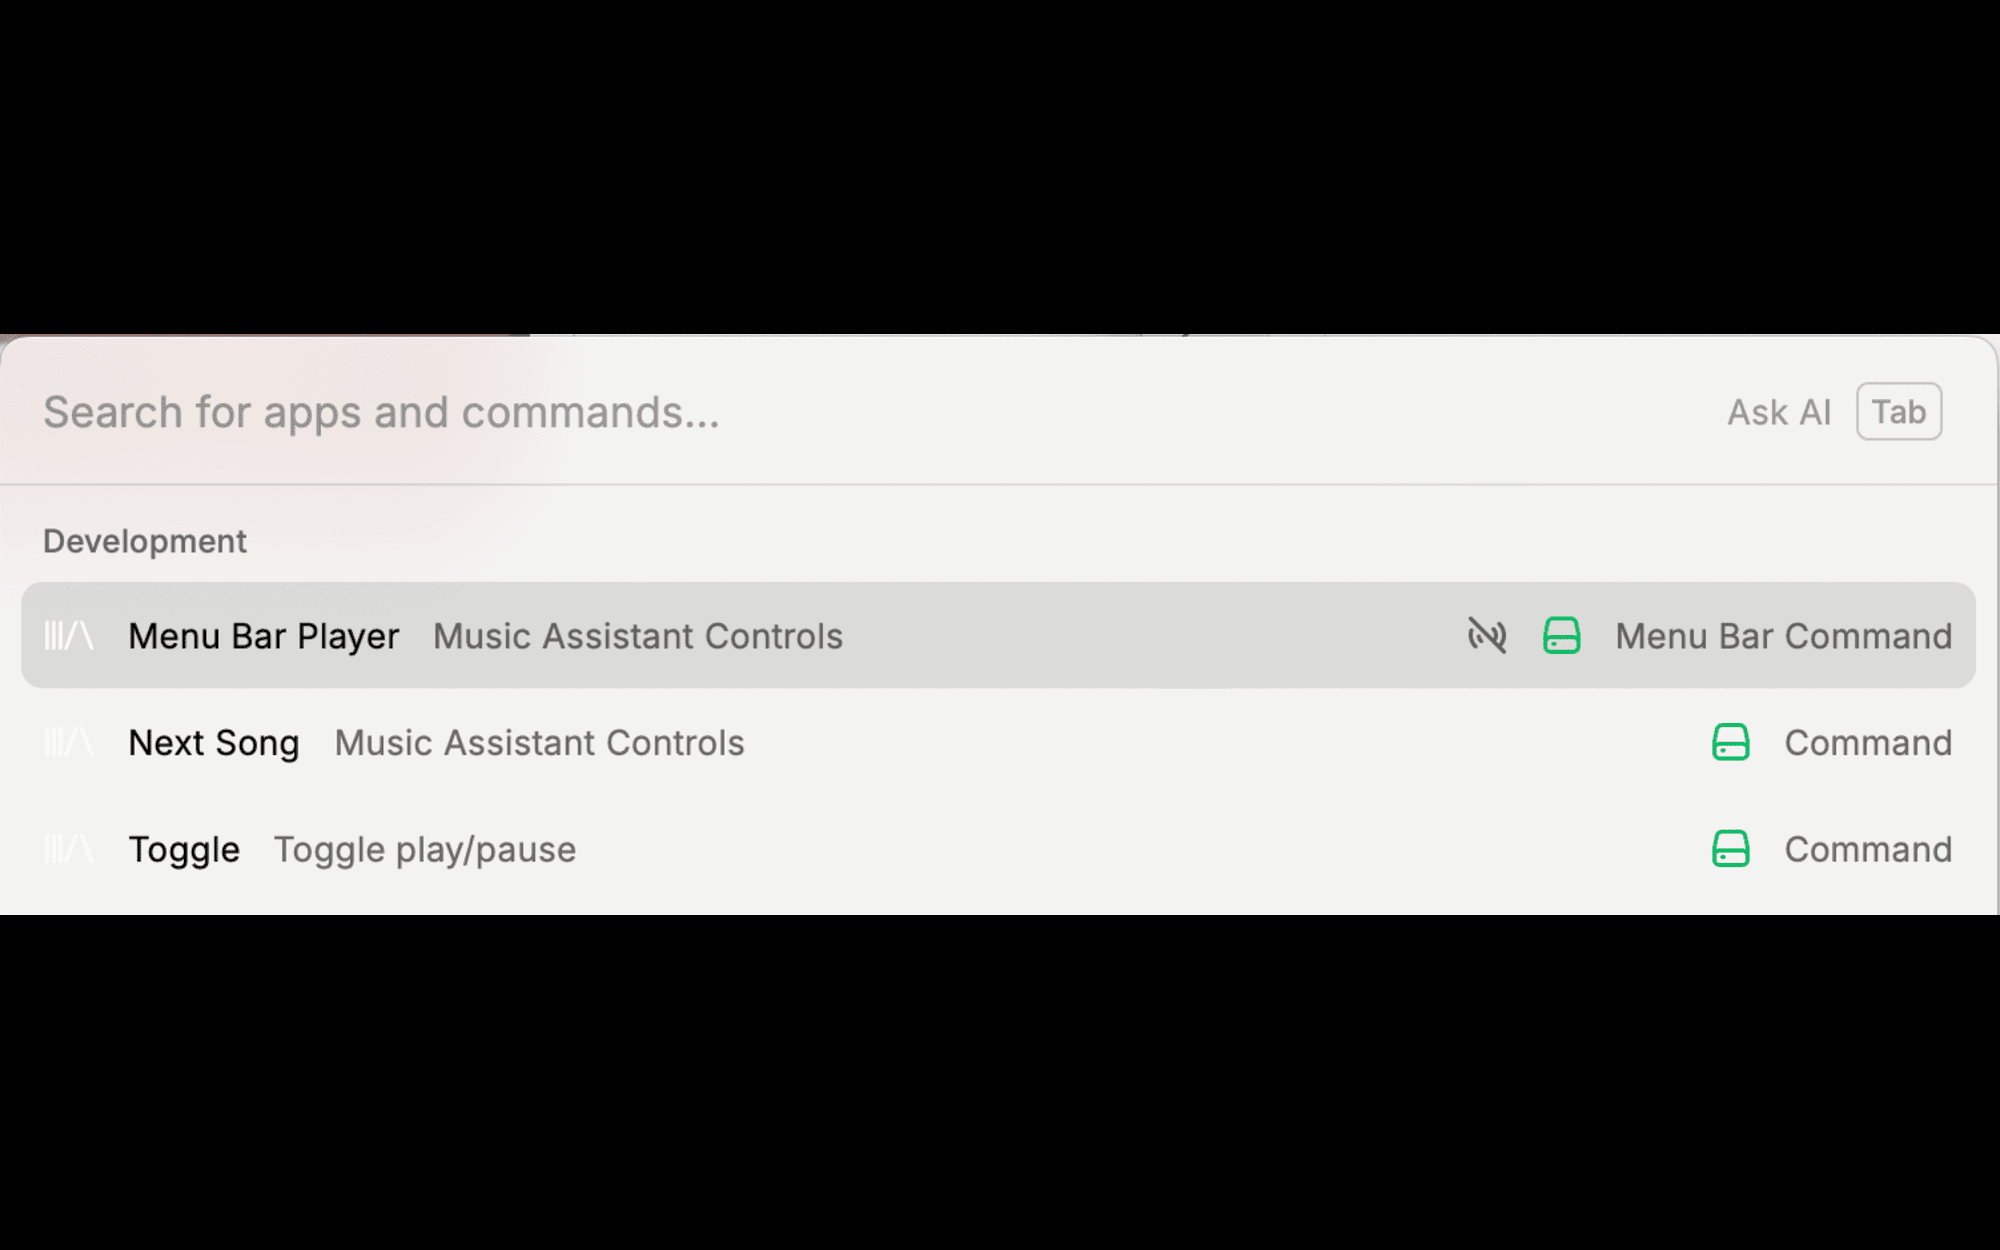 Search for apps and commands... Ask AI Tab
Development
Menu Bar Player Music Assistant Controls Menu Bar Command
Next Song Music Assistant Controls Command
Toggle Toggle play/pause Command